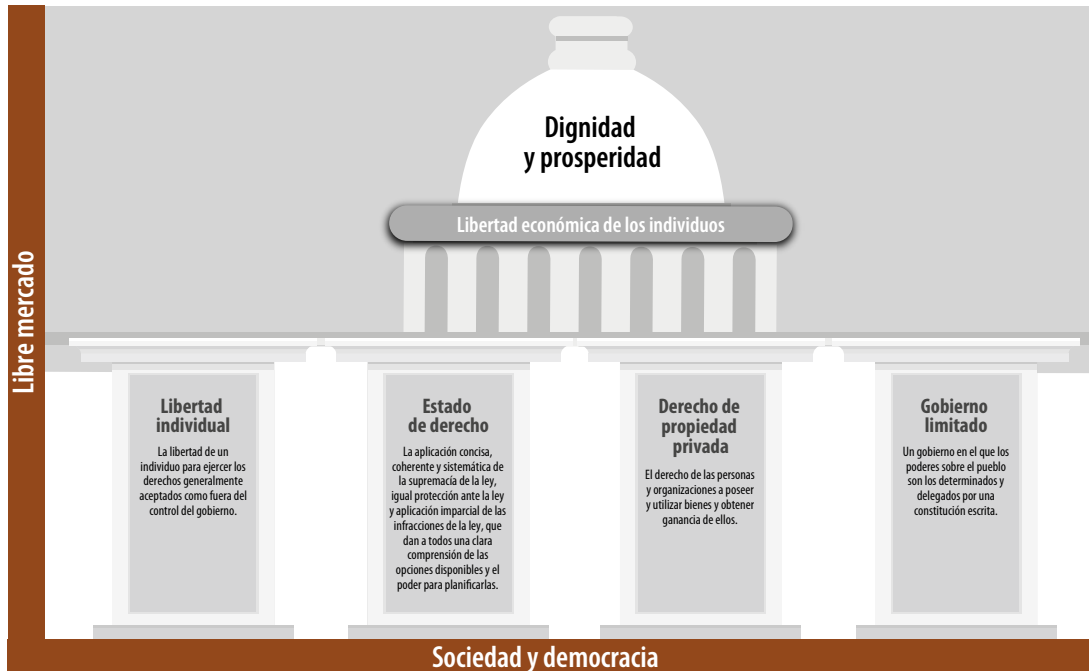 Dignidad
y prosperidad
Libertad económica de los individuos
Libre mercado
Libertad
individual
La libertad de un
individuo para ejercer los
derechos generalmente
aceptados como fuera del
control del gobierno.
Estado
de derecho
La aplicación concisa,
coherente y sistemática de
la supremacía de la ley,
igual protección ante la ley
y aplicación imparcial de las
infracciones de la ley, que
dan a todos una clara
comprensión de las
opciones disponibles y el
poder para planificarlas.
Derecho de
propiedad
privada
El derecho de las personas
y organizaciones a poseer
y utilizar bienes y obtener
ganancia de ellos.
Gobierno
limitado
Un gobierno en el que los
poderes sobre el pueblo
son los determinados y
delegados por una
constitución escrita.
Sociedad y democracia